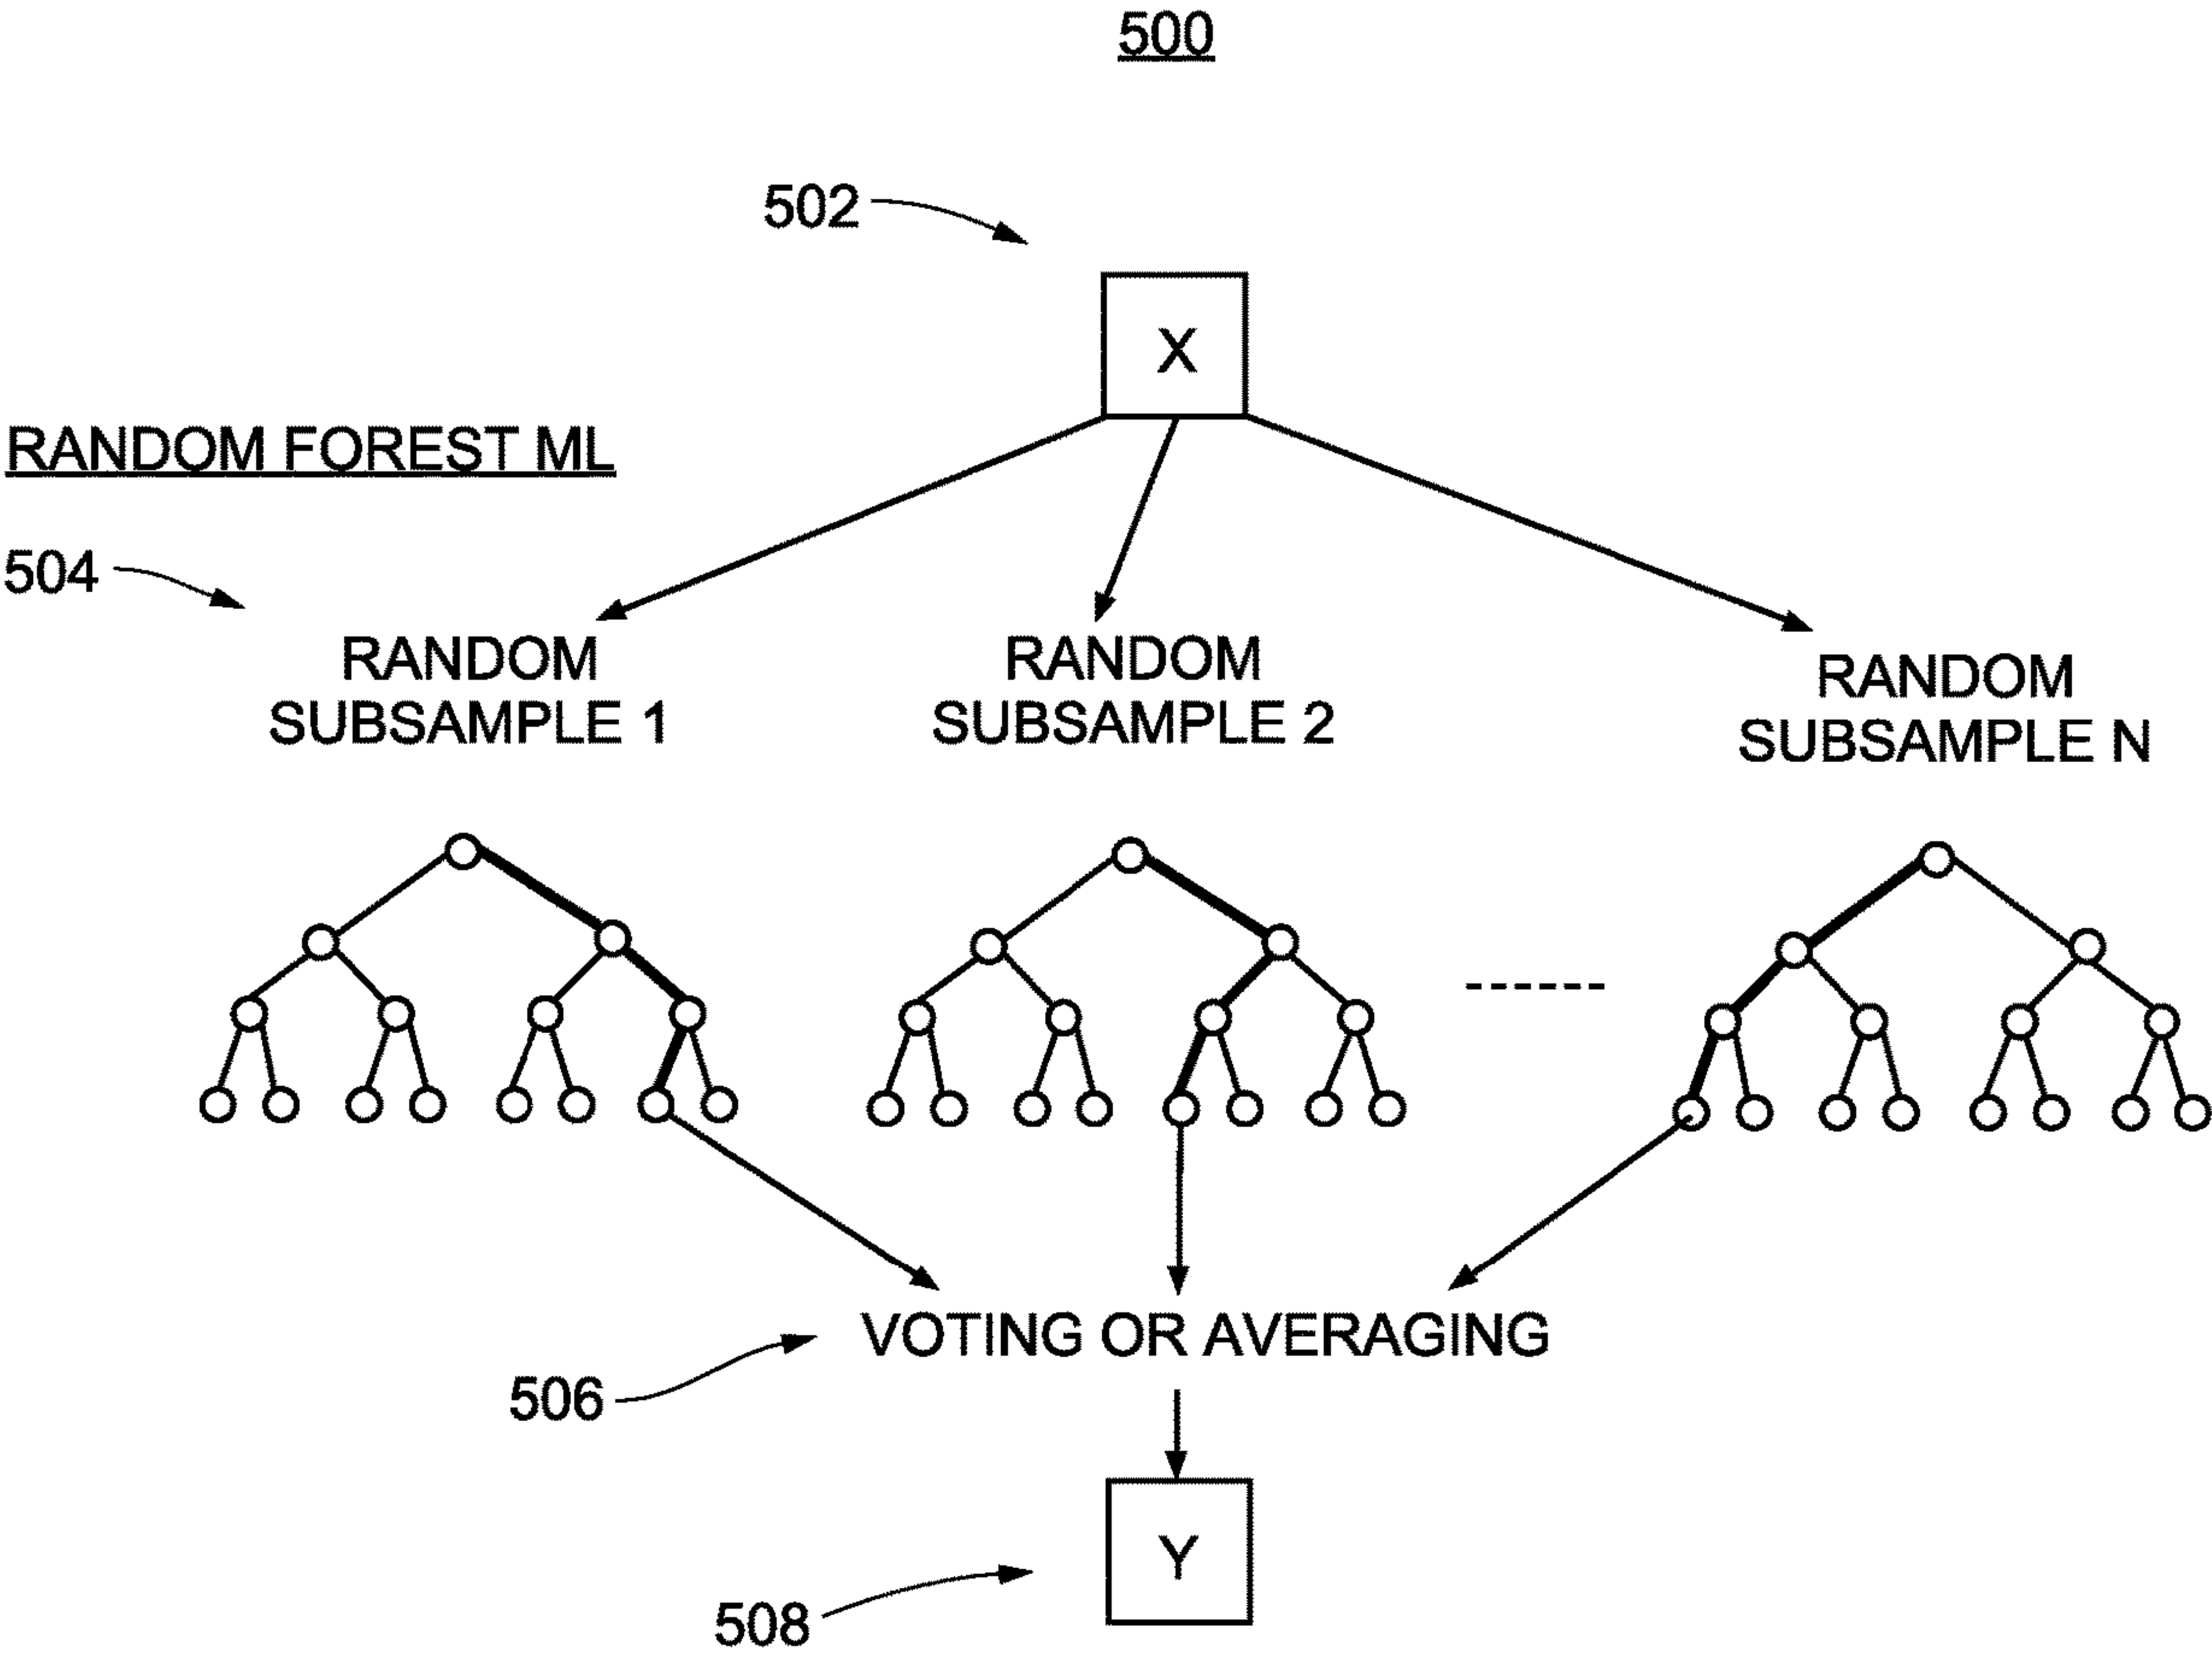 500
502
X
RANDOM FOREST ML
504
RANDOM
SUBSAMPLE 1
RANDOM
SUBSAMPLE 2
RANDOM
SUBSAMPLE N
VOTING OR AVERAGING
506
Y
508